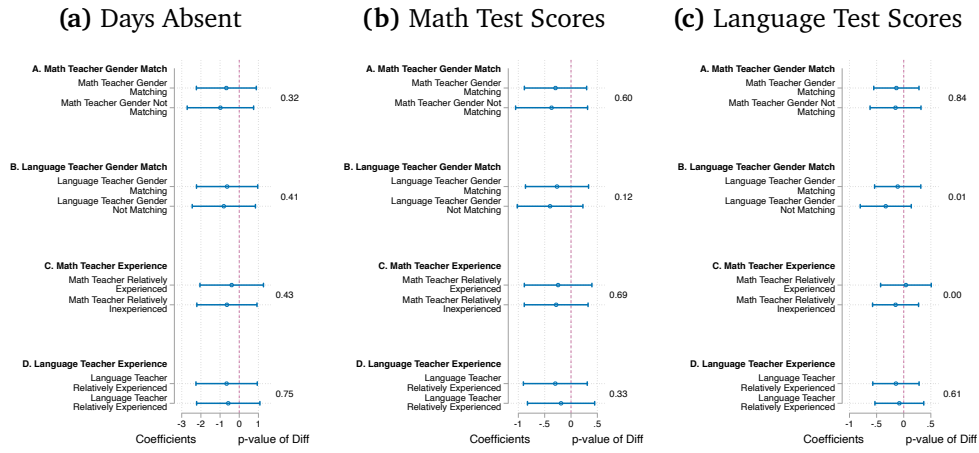 (a) Days Absent
A. Math Teacher Gender Match
Math Teacher Gender
Matching
0.32
Math Teacher Gender Not
Matching
B. Language Teacher Gender Match
Language Teacher Gender
Matching
0.41
Language Teacher Gender
Not Matching
C. Math Teacher Experience
Math Teacher Relatively
Experienced
0.43
Math Teacher Relatively
Inexperienced
D. Language Teacher Experience
Language Teacher
Relatively Experienced
0.75
Language Teacher
Relatively Experienced
-3 -2 -1 0 1
Coefficients p-value of Diff
(b) Math Test Scores
A. Math Teacher Gender Match
Math Teacher Gender
Matching
0.60
Math Teacher Gender Not
Matching
B. Language Teacher Gender Match
Language Teacher Gender
Matching
0.12
Language Teacher Gender
Not Matching
C. Math Teacher Experience
Math Teacher Relatively
Experienced
0.69
Math Teacher Relatively
Inexperienced
D. Language Teacher Experience
Language Teacher
Relatively Experienced
0.33
Language Teacher
Relatively Experienced
-1 -.5 0 .5
Coefficients p-value of Diff
(c) Language Test Scores
A. Math Teacher Gender Match
Math Teacher Gender
Matching
0.84
Math Teacher Gender Not
Matching
B. Language Teacher Gender Match
Language Teacher Gender
Matching
0.01
Language Teacher Gender
Not Matching
C. Math Teacher Experience
Math Teacher Relatively
Experienced
0.00
Math Teacher Relatively
Inexperienced
D. Language Teacher Experience
Language Teacher
Relatively Experienced
0.61
Language Teacher
Relatively Experienced
-1 -.5 0 .5
Coefficients p-value of Diff